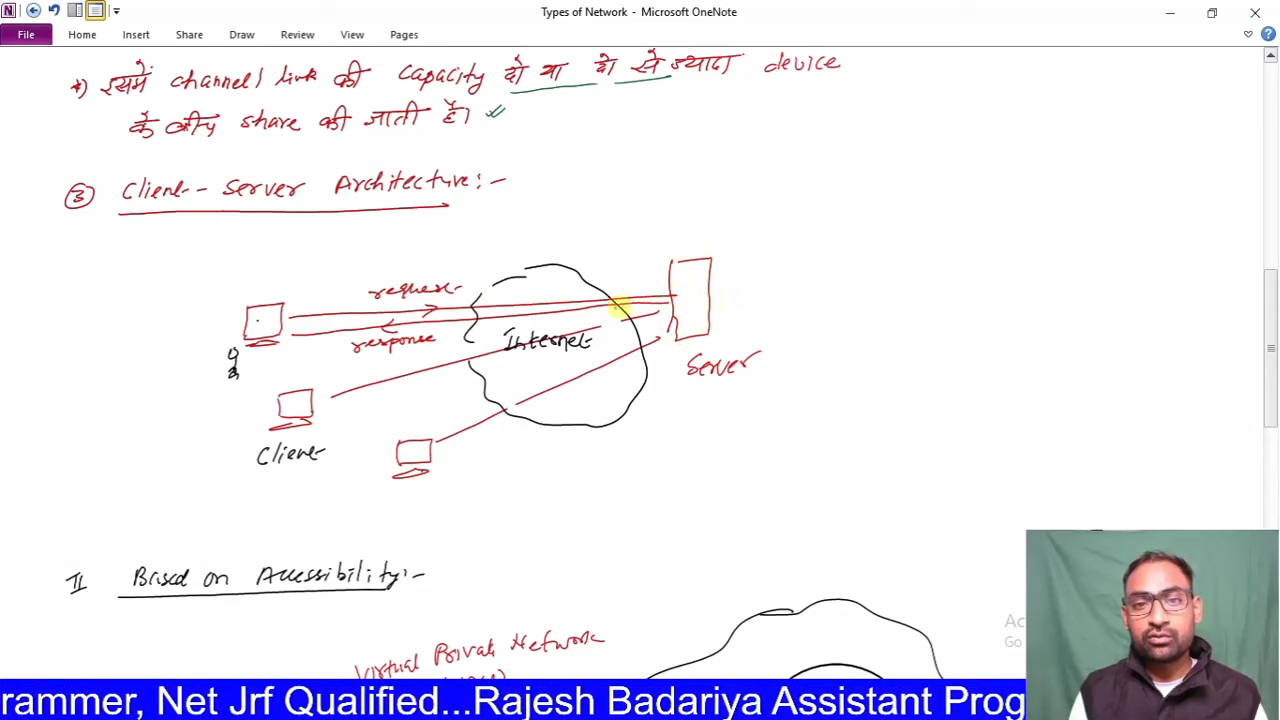 Types of Network - Microsoft OneNote
File Home Insert Share Draw Review View Pages
*) इसमें channel/link की capacity दो या दो से ज्यादा device
के बीच share की जाती है। ✓
③ Client-Server Architecture:-
request
response
Internet
Server
Client
II Based on Accessibility:-
Virtual Private Network
Ac
Go
rammer, Net Jrf Qualified...Rajesh Badariya Assistant Prog